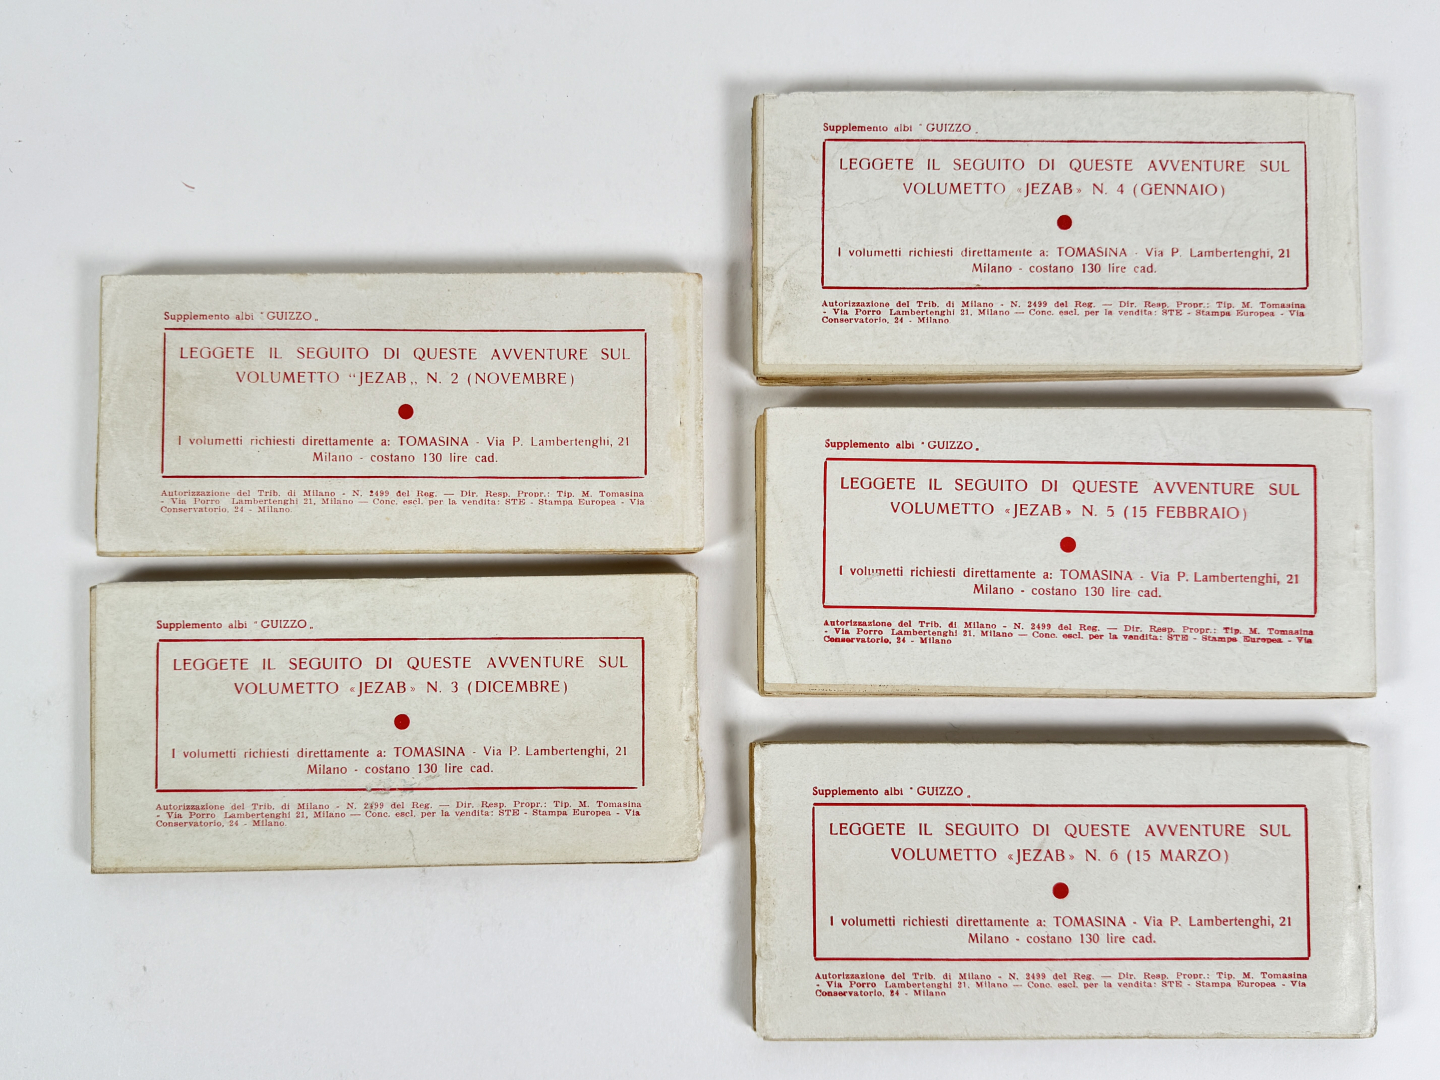 Supplemento albi " GUIZZO „
LEGGETE IL SEGUITO DI QUESTE AVVENTURE SUL
VOLUMETTO “JEZAB„ N. 2 (NOVEMBRE)
I volumetti richiesti direttamente a: TOMASINA - Via P. Lambertenghi, 21
Milano - costano 130 lire cad.
Autorizzazione del Trib. di Milano - N. 2499 del Reg. — Dir. Resp. Propr.: Tip. M. Tomasina
- Via Porro Lambertenghi 21, Milano — Conc. escl. per la vendita: STE - Stampa Europea - Via
Conservatorio, 24 - Milano.
Supplemento albi " GUIZZO „
LEGGETE IL SEGUITO DI QUESTE AVVENTURE SUL
VOLUMETTO «JEZAB» N. 3 (DICEMBRE)
I volumetti richiesti direttamente a: TOMASINA - Via P. Lambertenghi, 21
Milano - costano 130 lire cad.
Autorizzazione del Trib. di Milano - N. 2499 del Reg. — Dir. Resp. Propr.: Tip. M. Tomasina
- Via Porro Lambertenghi 21, Milano — Conc. escl. per la vendita: STE - Stampa Europea - Via
Conservatorio, 24 - Milano.
Supplemento albi " GUIZZO „
LEGGETE IL SEGUITO DI QUESTE AVVENTURE SUL
VOLUMETTO «JEZAB» N. 4 (GENNAIO)
I volumetti richiesti direttamente a: TOMASINA - Via P. Lambertenghi, 21
Milano - costano 130 lire cad.
Autorizzazione del Trib. di Milano - N. 2499 del Reg. — Dir. Resp. Propr.: Tip. M. Tomasina
- Via Porro Lambertenghi 21, Milano — Conc. escl. per la vendita: STE - Stampa Europea - Via
Conservatorio, 24 - Milano
Supplemento albi " GUIZZO „
LEGGETE IL SEGUITO DI QUESTE AVVENTURE SUL
VOLUMETTO «JEZAB» N. 5 (15 FEBBRAIO)
I volumetti richiesti direttamente a: TOMASINA - Via P. Lambertenghi, 21
Milano - costano 130 lire cad.
Autorizzazione del Trib. di Milano - N. 2499 del Reg. — Dir. Resp. Propr.: Tip. M. Tomasina
- Via Porro Lambertenghi 21, Milano — Conc. escl. per la vendita: STE - Stampa Europea - Via
Conservatorio, 24 - Milano
Supplemento albi " GUIZZO „
LEGGETE IL SEGUITO DI QUESTE AVVENTURE SUL
VOLUMETTO «JEZAB» N. 6 (15 MARZO)
I volumetti richiesti direttamente a: TOMASINA - Via P. Lambertenghi, 21
Milano - costano 130 lire cad.
Autorizzazione del Trib. di Milano - N. 2499 del Reg. — Dir. Resp. Propr.: Tip. M. Tomasina
- Via Porro Lambertenghi 21, Milano — Conc. escl. per la vendita: STE - Stampa Europea - Via
Conservatorio, 24 - Milano